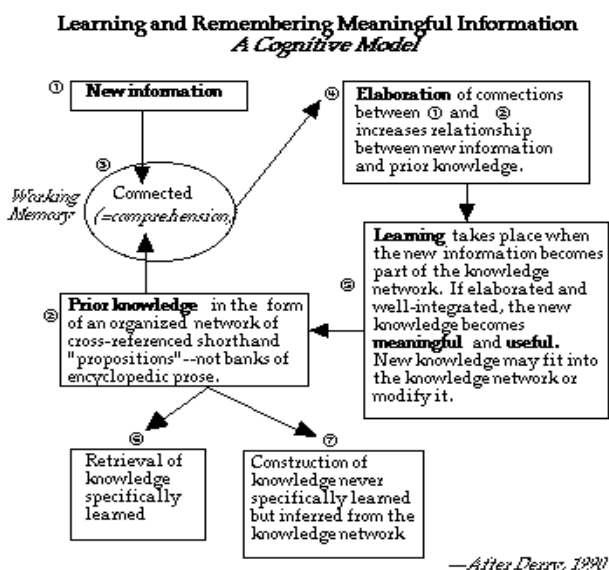 Learning and Remembering Meaningful Information
A Cognitive Model
① New information
③
Working
Memory
Connected
(=comprehension)
④
Elaboration of connections
between ① and ②
increases relationship
between new information
and prior knowledge.
⑤
Learning takes place when
the new information becomes
part of the knowledge
network. If elaborated and
well-integrated, the new
knowledge becomes
meaningful and useful.
New knowledge may fit into
the knowledge network or
modify it.
②
Prior knowledge in the form
of an organized network of
cross-referenced shorthand
"propositions"--not banks of
encyclopedic prose.
⑥
Retrieval of
knowledge
specifically
learned
⑦
Construction of
knowledge never
specifically learned
but inferred from the
knowledge network
—After Derry, 1990